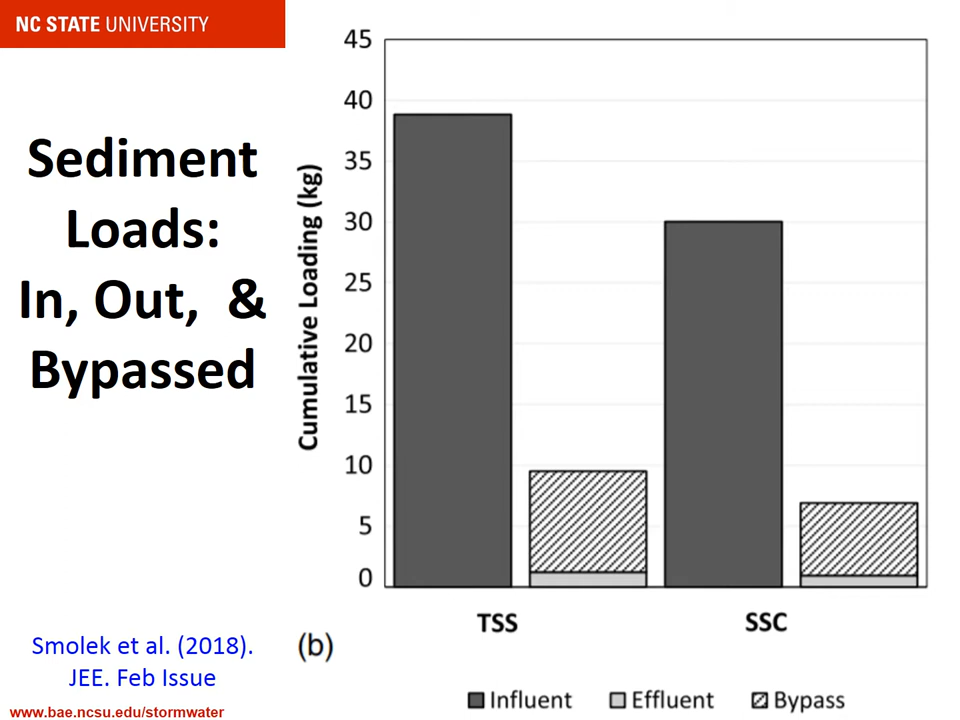 NC STATE UNIVERSITY
Sediment
Loads:
In, Out, &
Bypassed
Smolek et al. (2018).
JEE. Feb Issue
www.bae.ncsu.edu/stormwater
Cumulative Loading (kg)
45
40
35
30
25
20
15
10
5
0
TSS SSC
(b)
Influent Effluent Bypass